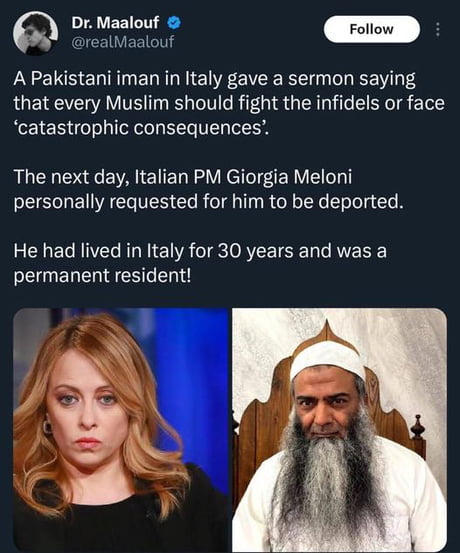 Dr. Maalouf
@realMaalouf
Follow
A Pakistani iman in Italy gave a sermon saying
that every Muslim should fight the infidels or face
‘catastrophic consequences’.
The next day, Italian PM Giorgia Meloni
personally requested for him to be deported.
He had lived in Italy for 30 years and was a
permanent resident!